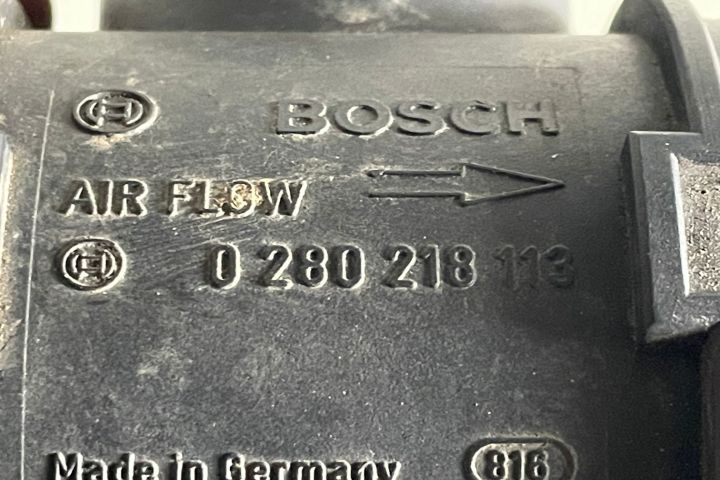 BOSCH
AIR FLOW
0 280 218 113
Made in Germany 816